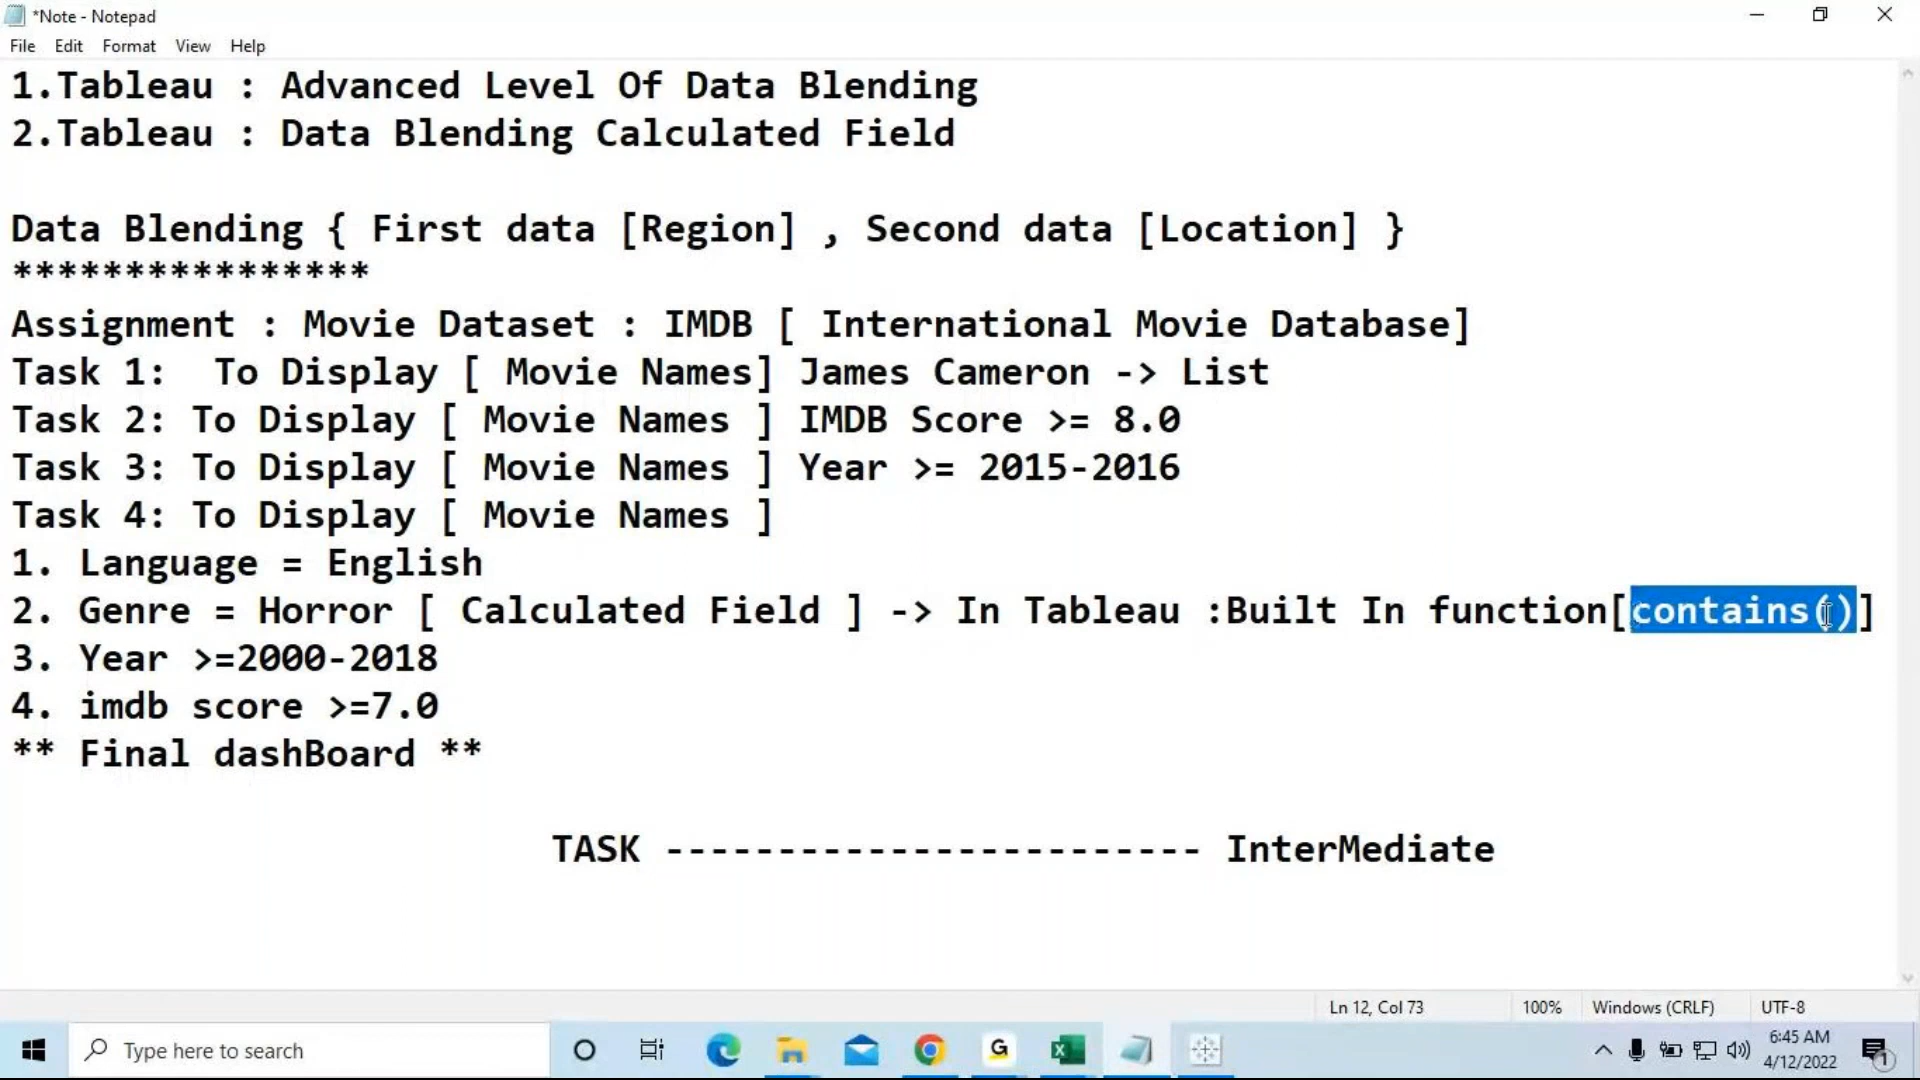 *Note - Notepad
File Edit Format View Help
1.Tableau : Advanced Level Of Data Blending
2.Tableau : Data Blending Calculated Field
Data Blending { First data [Region] , Second data [Location] }
****************
Assignment : Movie Dataset : IMDB [ International Movie Database]
Task 1:  To Display [ Movie Names] James Cameron -> List
Task 2: To Display [ Movie Names ] IMDB Score >= 8.0
Task 3: To Display [ Movie Names ] Year >= 2015-2016
Task 4: To Display [ Movie Names ]
1. Language = English
2. Genre = Horror [ Calculated Field ] -> In Tableau :Built In function[contains()]
3. Year >=2000-2018
4. imdb score >=7.0
** Final dashBoard **
TASK ------------------------ InterMediate
Ln 12, Col 73 100% Windows (CRLF) UTF-8
Type here to search
G
6:45 AM
4/12/2022
1